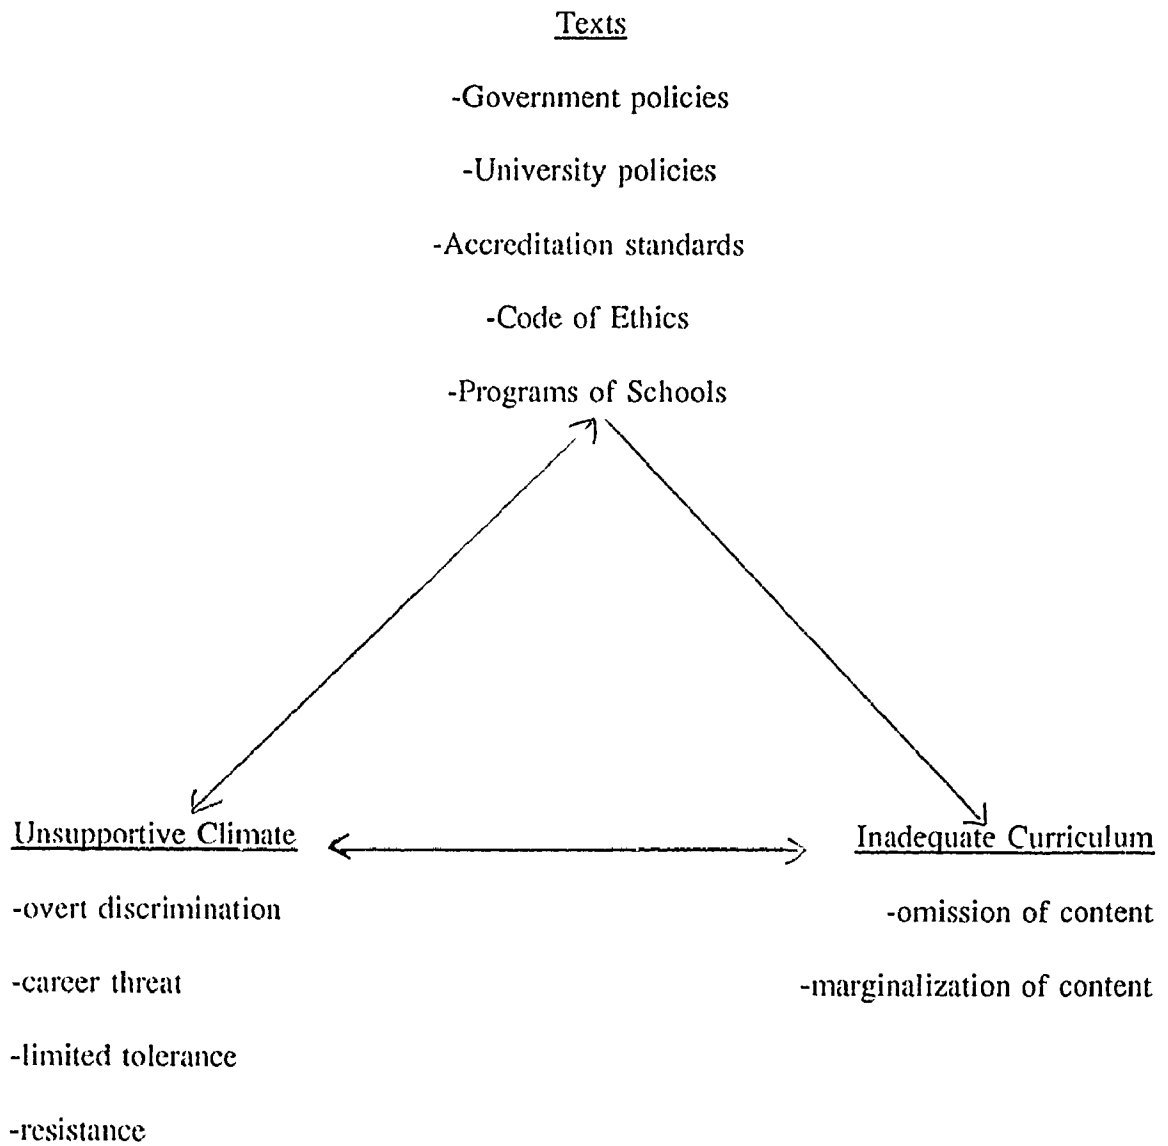 Texts
-Government policies
-University policies
-Accreditation standards
-Code of Ethics
-Programs of Schools
Unsupportive Climate
-overt discrimination
-career threat
-limited tolerance
-resistance
Inadequate Curriculum
-omission of content
-marginalization of content